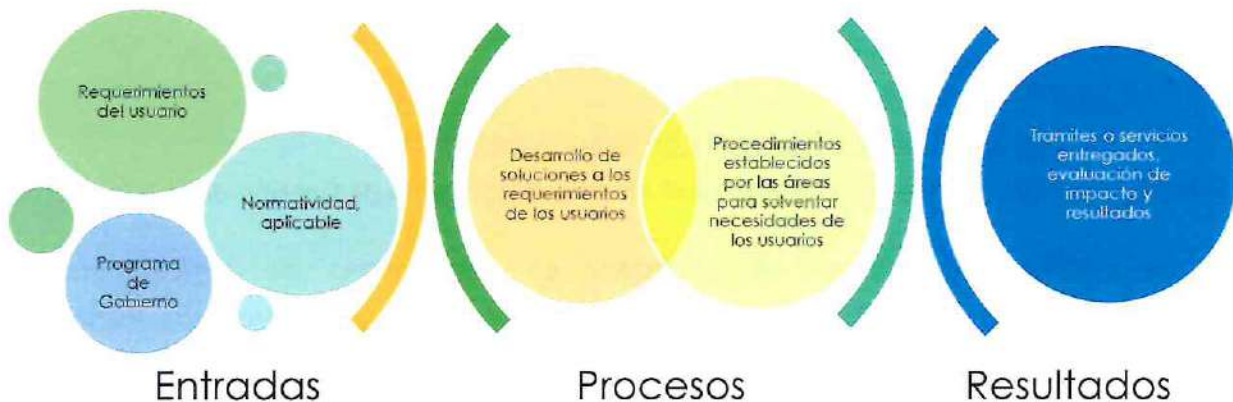 Requerimientos
del usuario
Normatividad,
aplicable
Programa
de
Gobierno
Entradas
Desarrollo de
soluciones a los
requerimientos
de los usuarios
Procedimientos
establecidos
por las áreas
para solventar
necesidades de
los usuarios
Procesos
Tramites o servicios
entregados,
evaluación de
impacto y
resultados
Resultados